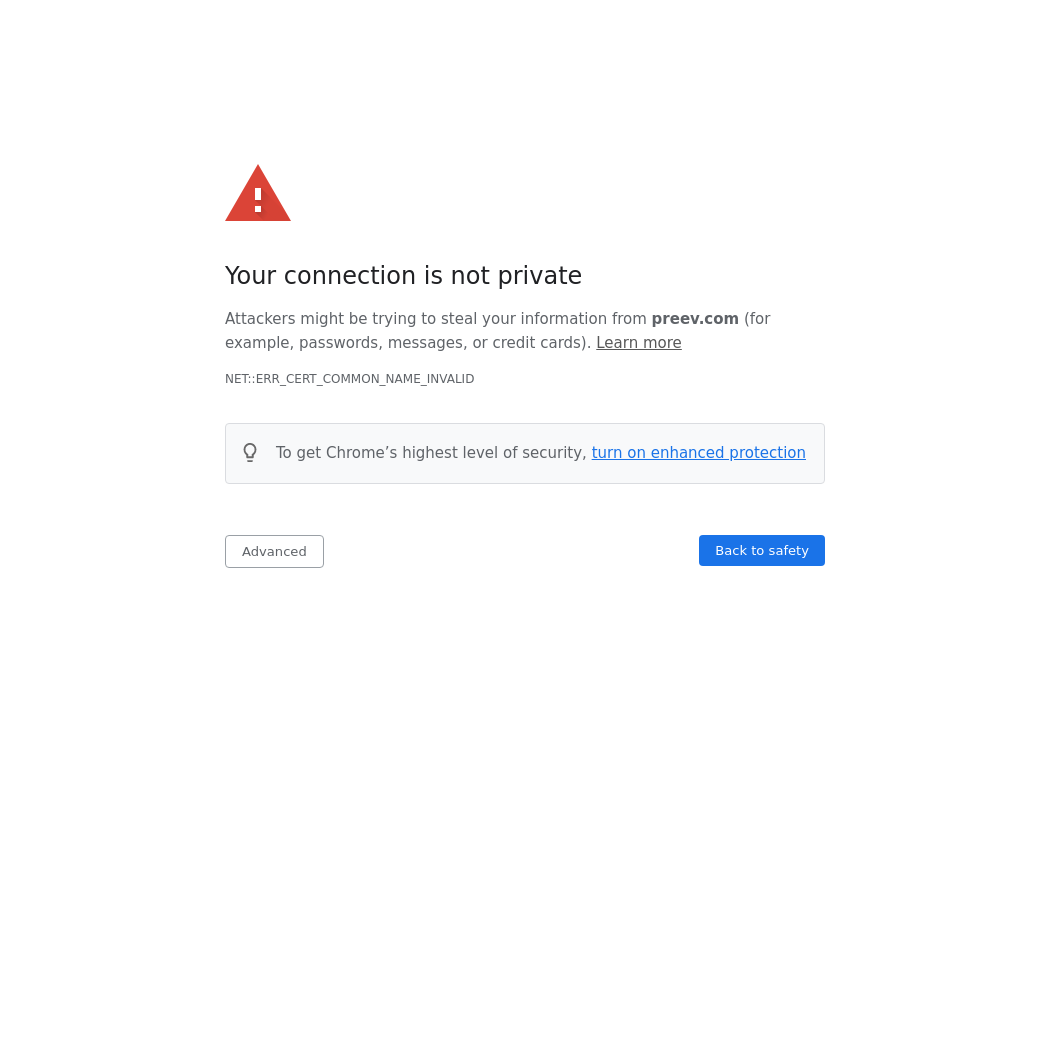 Your connection is not private
Attackers might be trying to steal your information from preev.com (for
example, passwords, messages, or credit cards). Learn more
NET::ERR_CERT_COMMON_NAME_INVALID
To get Chrome’s highest level of security, turn on enhanced protection
Advanced
Back to safety